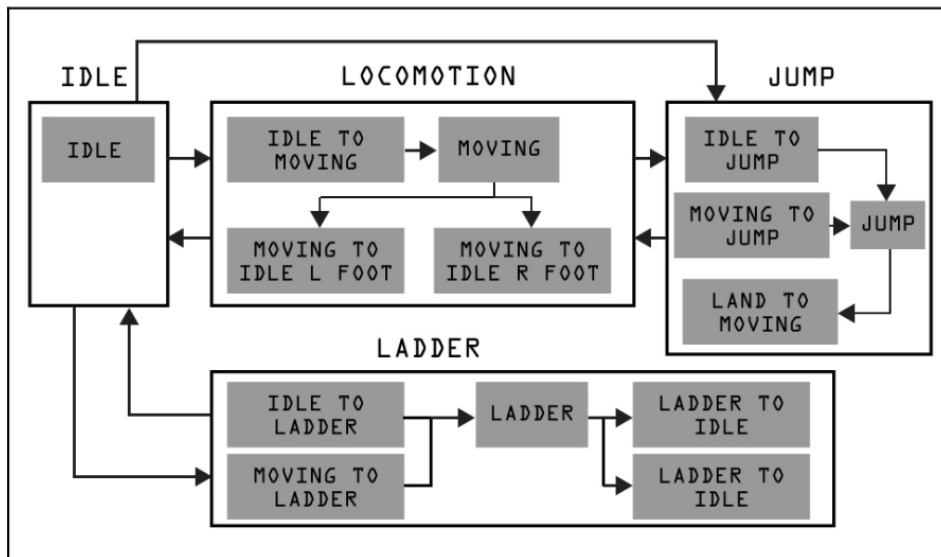 IDLE
LOCOMOTION
JUMP
IDLE
IDLE TO
MOVING
MOVING
MOVING TO
IDLE L FOOT
MOVING TO
IDLE R FOOT
IDLE TO
JUMP
MOVING TO
JUMP
JUMP
LAND TO
MOVING
LADDER
IDLE TO
LADDER
MOVING TO
LADDER
LADDER
LADDER TO
IDLE
LADDER TO
IDLE